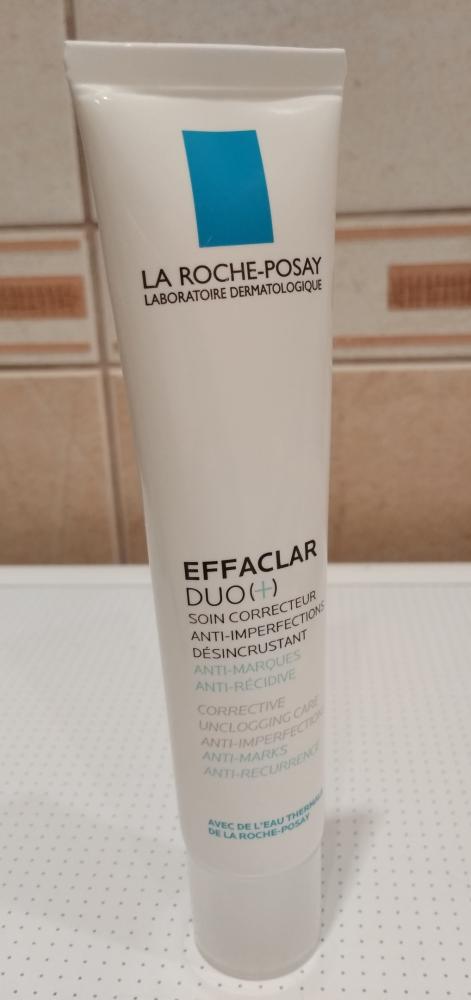 LA ROCHE-POSAY
LABORATOIRE DERMATOLOGIQUE
EFFACLAR
DUO(+)
SOIN CORRECTEUR
ANTI-IMPERFECTIONS
DÉSINCRUSTANT
ANTI-MARQUES
ANTI-RÉCIDIVE
CORRECTIVE
UNCLOGGING CARE
ANTI-IMPERFECTIONS
ANTI-MARKS
ANTI-RECURRENCE
AVEC DE L'EAU THERMALE
DE LA ROCHE-POSAY